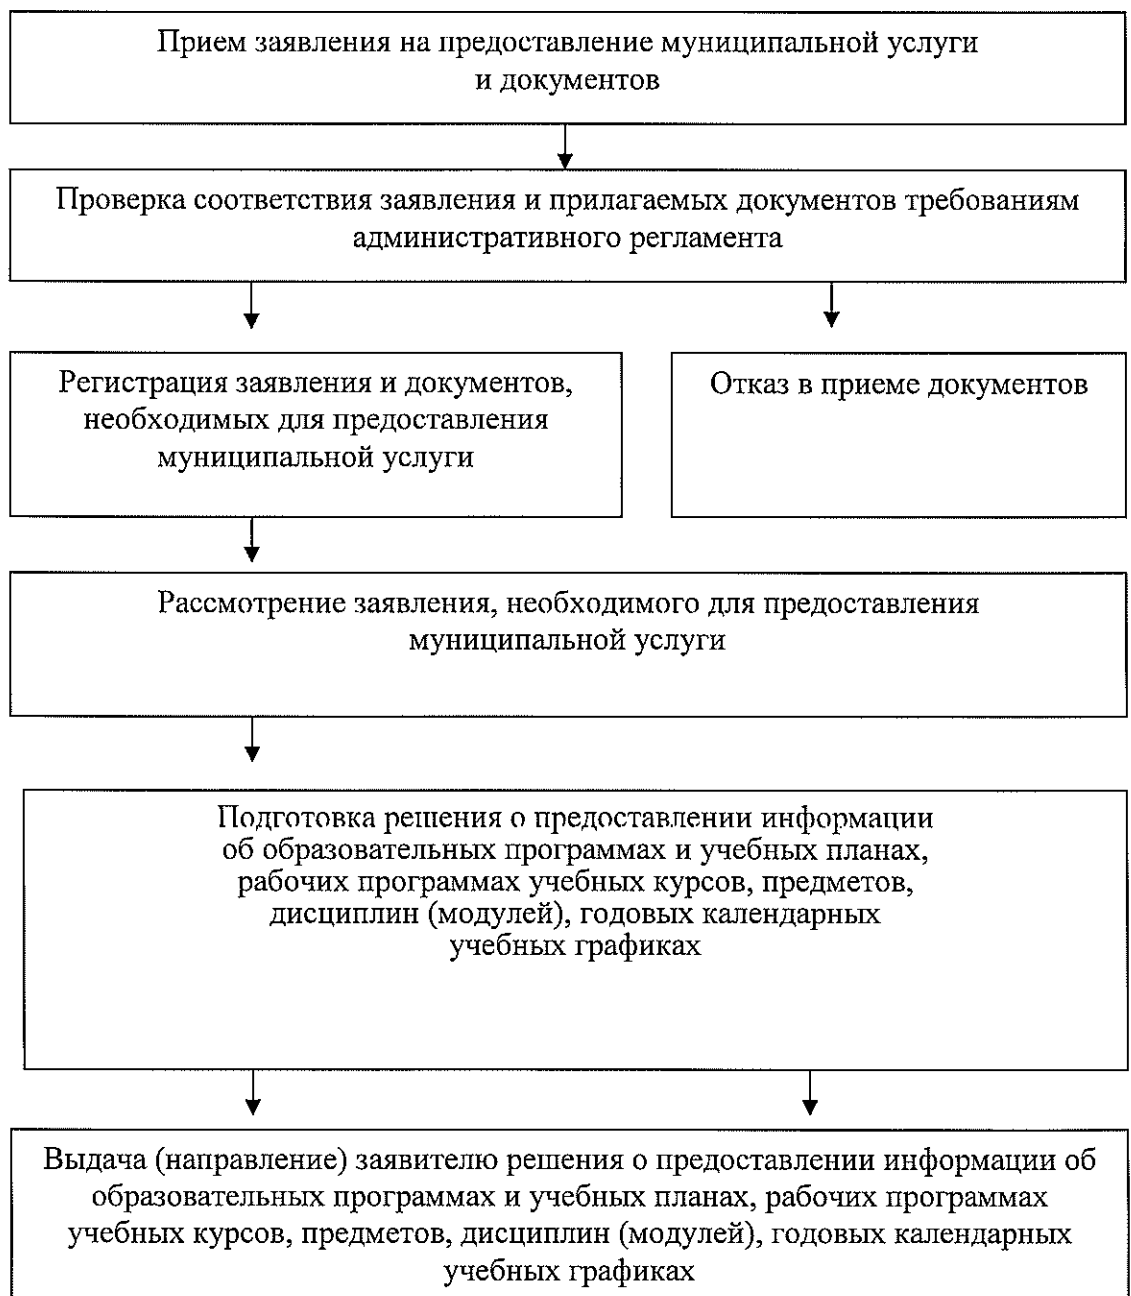 Прием заявления на предоставление муниципальной услуги
и документов
Проверка соответствия заявления и прилагаемых документов требованиям
административного регламента
Регистрация заявления и документов,
необходимых для предоставления
муниципальной услуги
Отказ в приеме документов
Рассмотрение заявления, необходимого для предоставления
муниципальной услуги
Подготовка решения о предоставлении информации
об образовательных программах и учебных планах,
рабочих программах учебных курсов, предметов,
дисциплин (модулей), годовых календарных
учебных графиках
Выдача (направление) заявителю решения о предоставлении информации об
образовательных программах и учебных планах, рабочих программах
учебных курсов, предметов, дисциплин (модулей), годовых календарных
учебных графиках